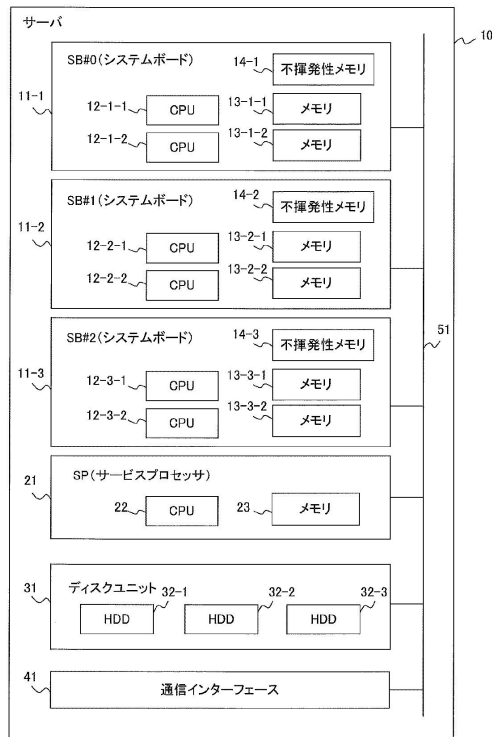 サーバ
10
SB#0(システムボード)
14-1
不揮発性メモリ
11-1
12-1-1
CPU
13-1-1
メモリ
12-1-2
CPU
13-1-2
メモリ
SB#1(システムボード)
14-2
不揮発性メモリ
11-2
12-2-1
CPU
13-2-1
メモリ
12-2-2
CPU
13-2-2
メモリ
51
SB#2(システムボード)
14-3
不揮発性メモリ
11-3
12-3-1
CPU
13-3-1
メモリ
12-3-2
CPU
13-3-2
メモリ
SP(サービスプロセッサ)
21
22
CPU
23
メモリ
31
ディスクユニット
32-1
HDD
32-2
HDD
32-3
HDD
41
通信インターフェース